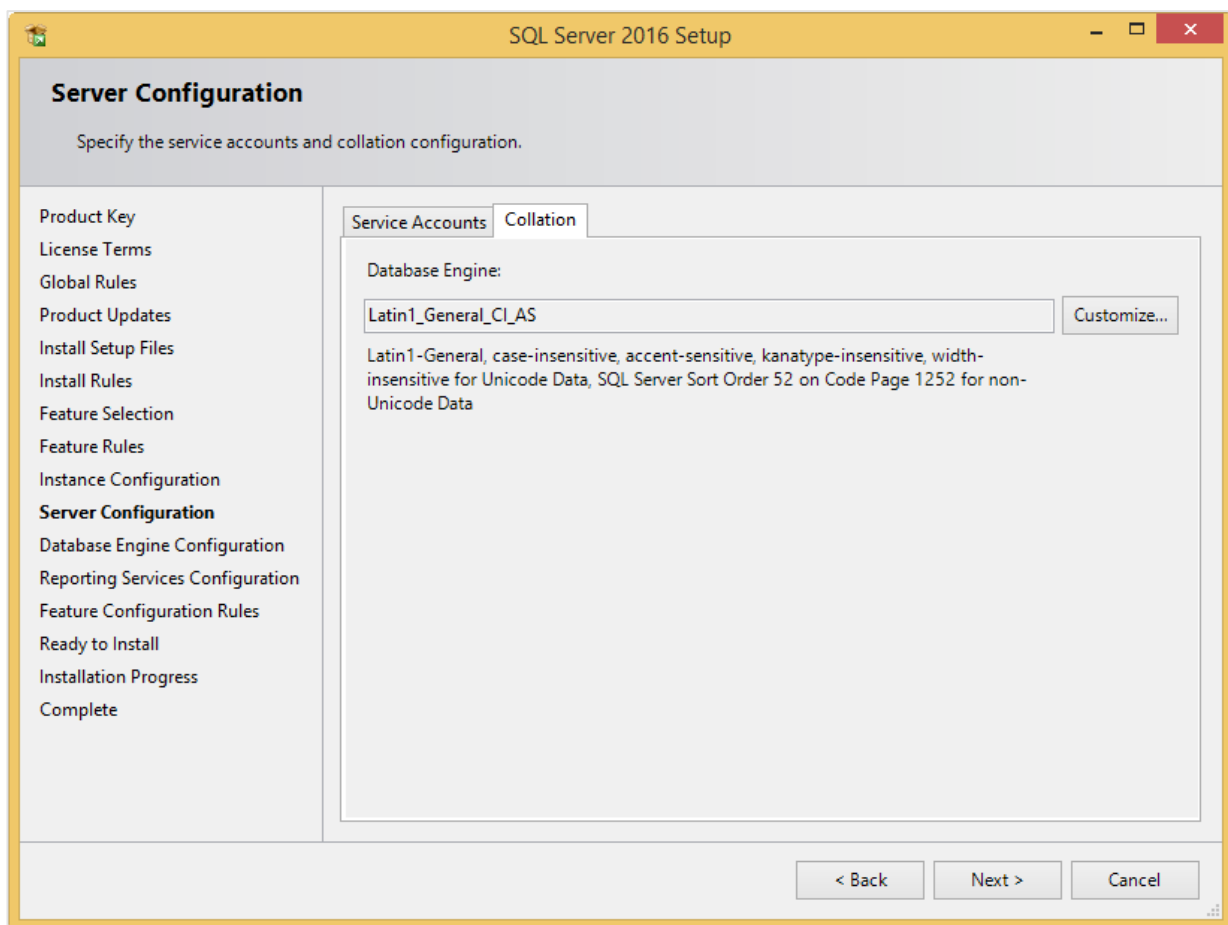 SQL Server 2016 Setup
Server Configuration
Specify the service accounts and collation configuration.
Product Key
License Terms
Global Rules
Product Updates
Install Setup Files
Install Rules
Feature Selection
Feature Rules
Instance Configuration
Server Configuration
Database Engine Configuration
Reporting Services Configuration
Feature Configuration Rules
Ready to Install
Installation Progress
Complete
Service Accounts
Collation
Database Engine:
Latin1_General_CI_AS
Customize...
Latin1-General, case-insensitive, accent-sensitive, kanatype-insensitive, width-
insensitive for Unicode Data, SQL Server Sort Order 52 on Code Page 1252 for non-
Unicode Data
< Back
Next >
Cancel